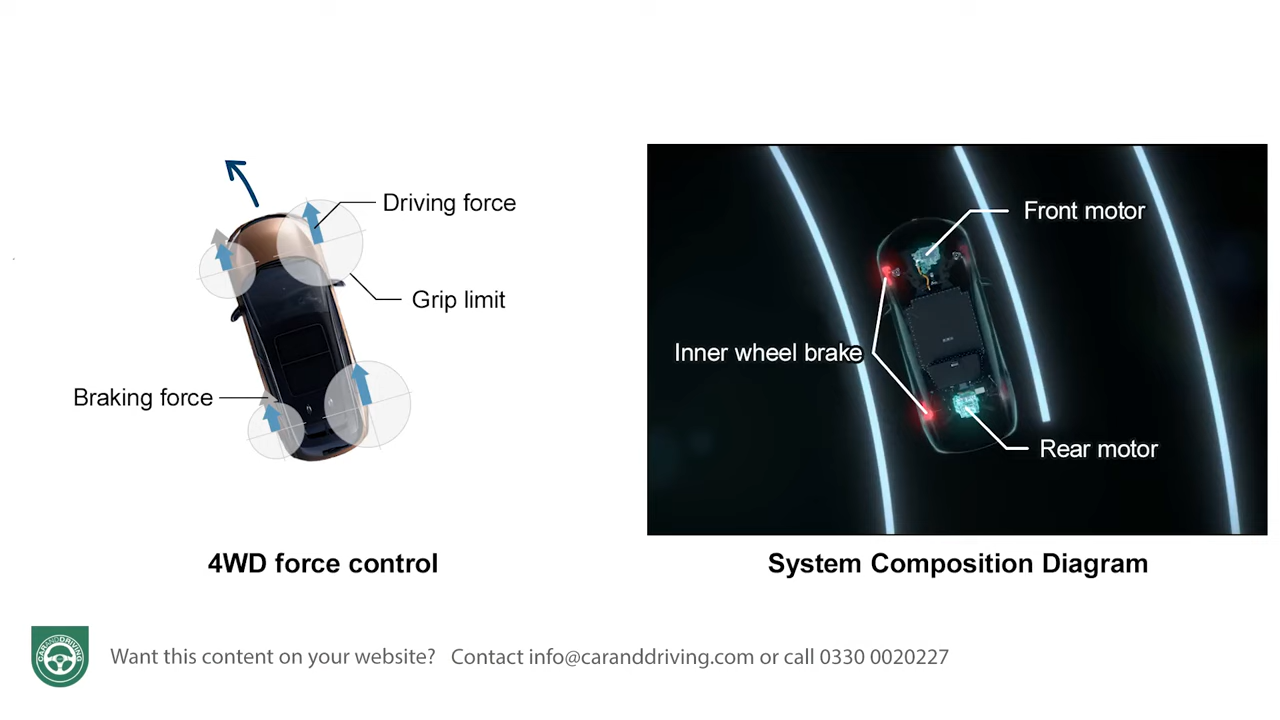 Driving force
Grip limit
Braking force
4WD force control
Front motor
Inner wheel brake
Rear motor
System Composition Diagram
CARANDDRIVING
Want this content on your website? Contact info@caranddriving.com or call 0330 0020227